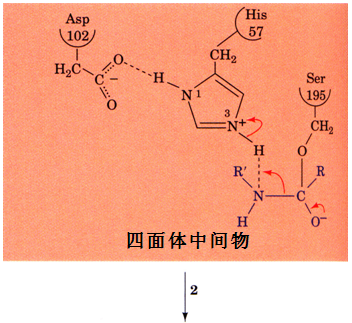 Asp
102
His
57
Ser
195
H₂C
C
O
O
−
H
N
1
CH₂
3
N
+
H
CH₂
O
R′
N
H
C
R
O−
四面体中间物
2